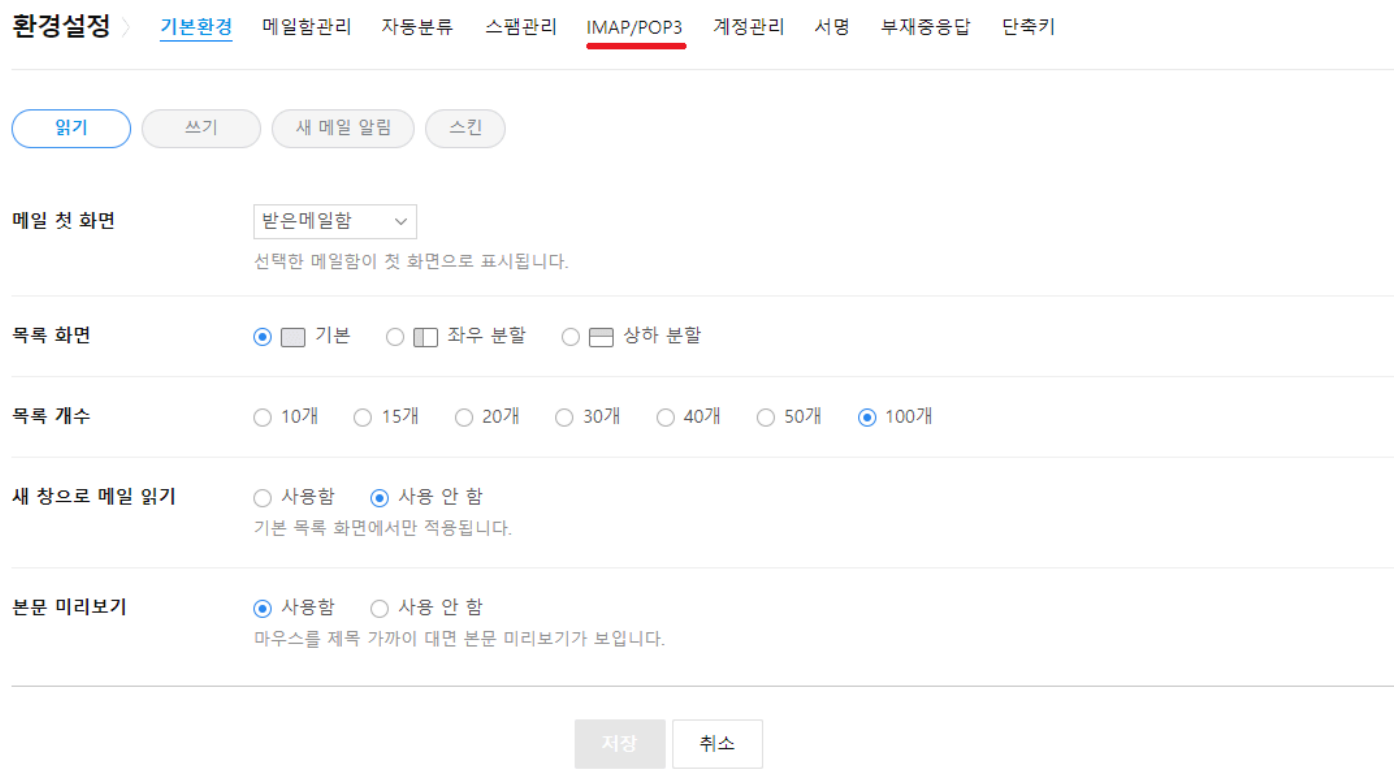 환경설정 기본환경 메일함관리 자동분류 스팸관리 IMAP/POP3 계정관리 서명 부재중응답 단축키
읽기 쓰기 새 메일 알림 스킨
메일 첫 화면 받은메일함
선택한 메일함이 첫 화면으로 표시됩니다.
목록 화면 기본 좌우 분할 상하 분할
목록 개수 10개 15개 20개 30개 40개 50개 100개
새 창으로 메일 읽기 사용함 사용 안 함
기본 목록 화면에서만 적용됩니다.
본문 미리보기 사용함 사용 안 함
마우스를 제목 가까이 대면 본문 미리보기가 보입니다.
저장 취소